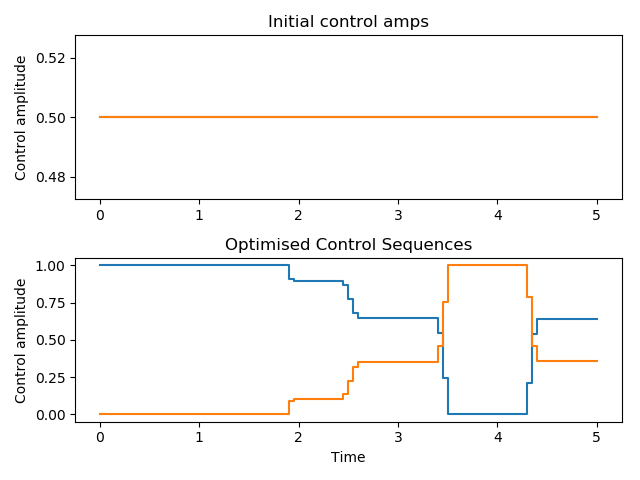 Initial control amps
Control amplitude
0.52
0.50
0.48
0 1 2 3 4 5
Optimised Control Sequences
Control amplitude
1.00
0.75
0.50
0.25
0.00
0 1 2 3 4 5
Time